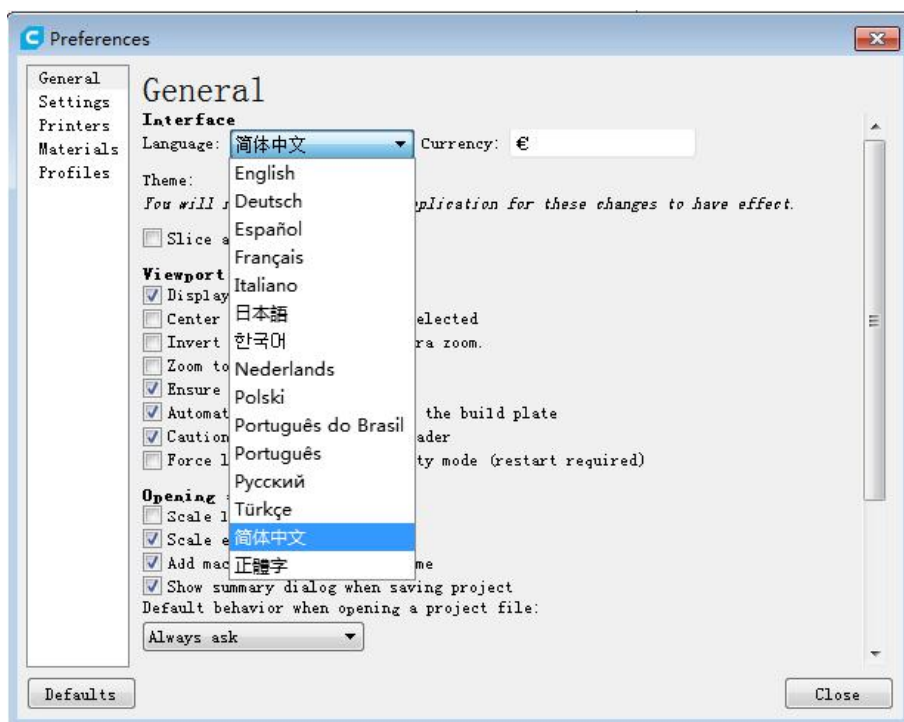 Preferences
General
Settings
Printers
Materials
Profiles
General
Interface
Language: 简体中文 Currency: €
English
Deutsch
Español
Français
Italiano
日本語
한국어
Nederlands
Polski
Português do Brasil
Português
Русский
Türkçe
简体中文
正體字
Theme:
You will plication for these changes to have effect.
Slice a
Viewport
Display
Center elected
Invert ra zoom.
Zoom to
Ensure
Automat the build plate
Caution ader
Force l ty mode (restart required)
Opening
Scale l
Scale e
Add mac me
Show summary dialog when saving project
Default behavior when opening a project file:
Always ask
Defaults
Close